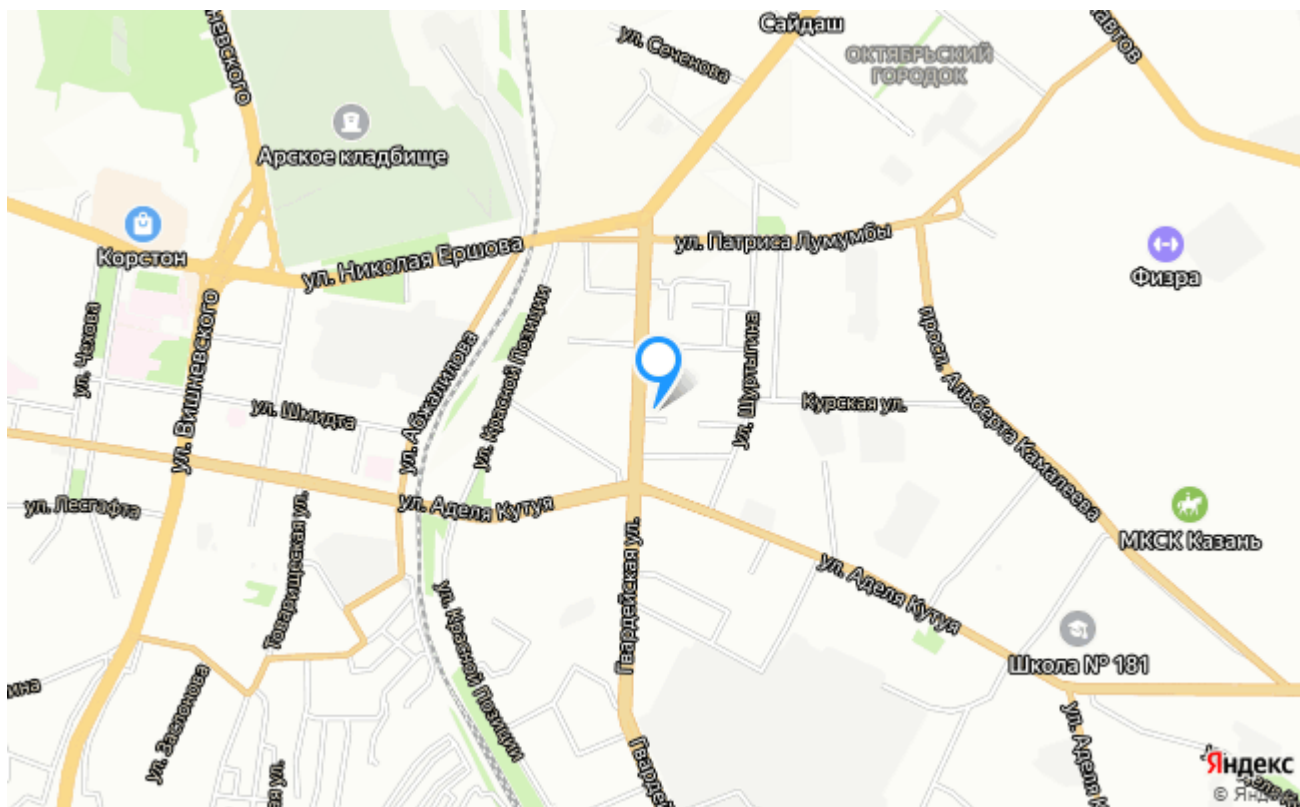 Сайдаш
ул. Сеченова
ОКТЯБРЬСКИЙ
ГОРОДОК
Арское кладбище
Корстон
ул. Николая Ершова
ул. Патриса Лумумбы
Физра
ул. Чехова
ул. Вишневского
ул. Шмидта
ул. Абжалилова
ул. Красной Позиции
ул. Шуртыгина
Курская ул.
просп. Альберта Камалеева
ул. Лесгафта
Товарищеская ул.
ул. Аделя Кутуя
Гвардейская ул.
МКСК Казань
ул. Аделя Кутуя
ул. Красной Позиции
Школа № 181
ул. Заслонова
Яндекс